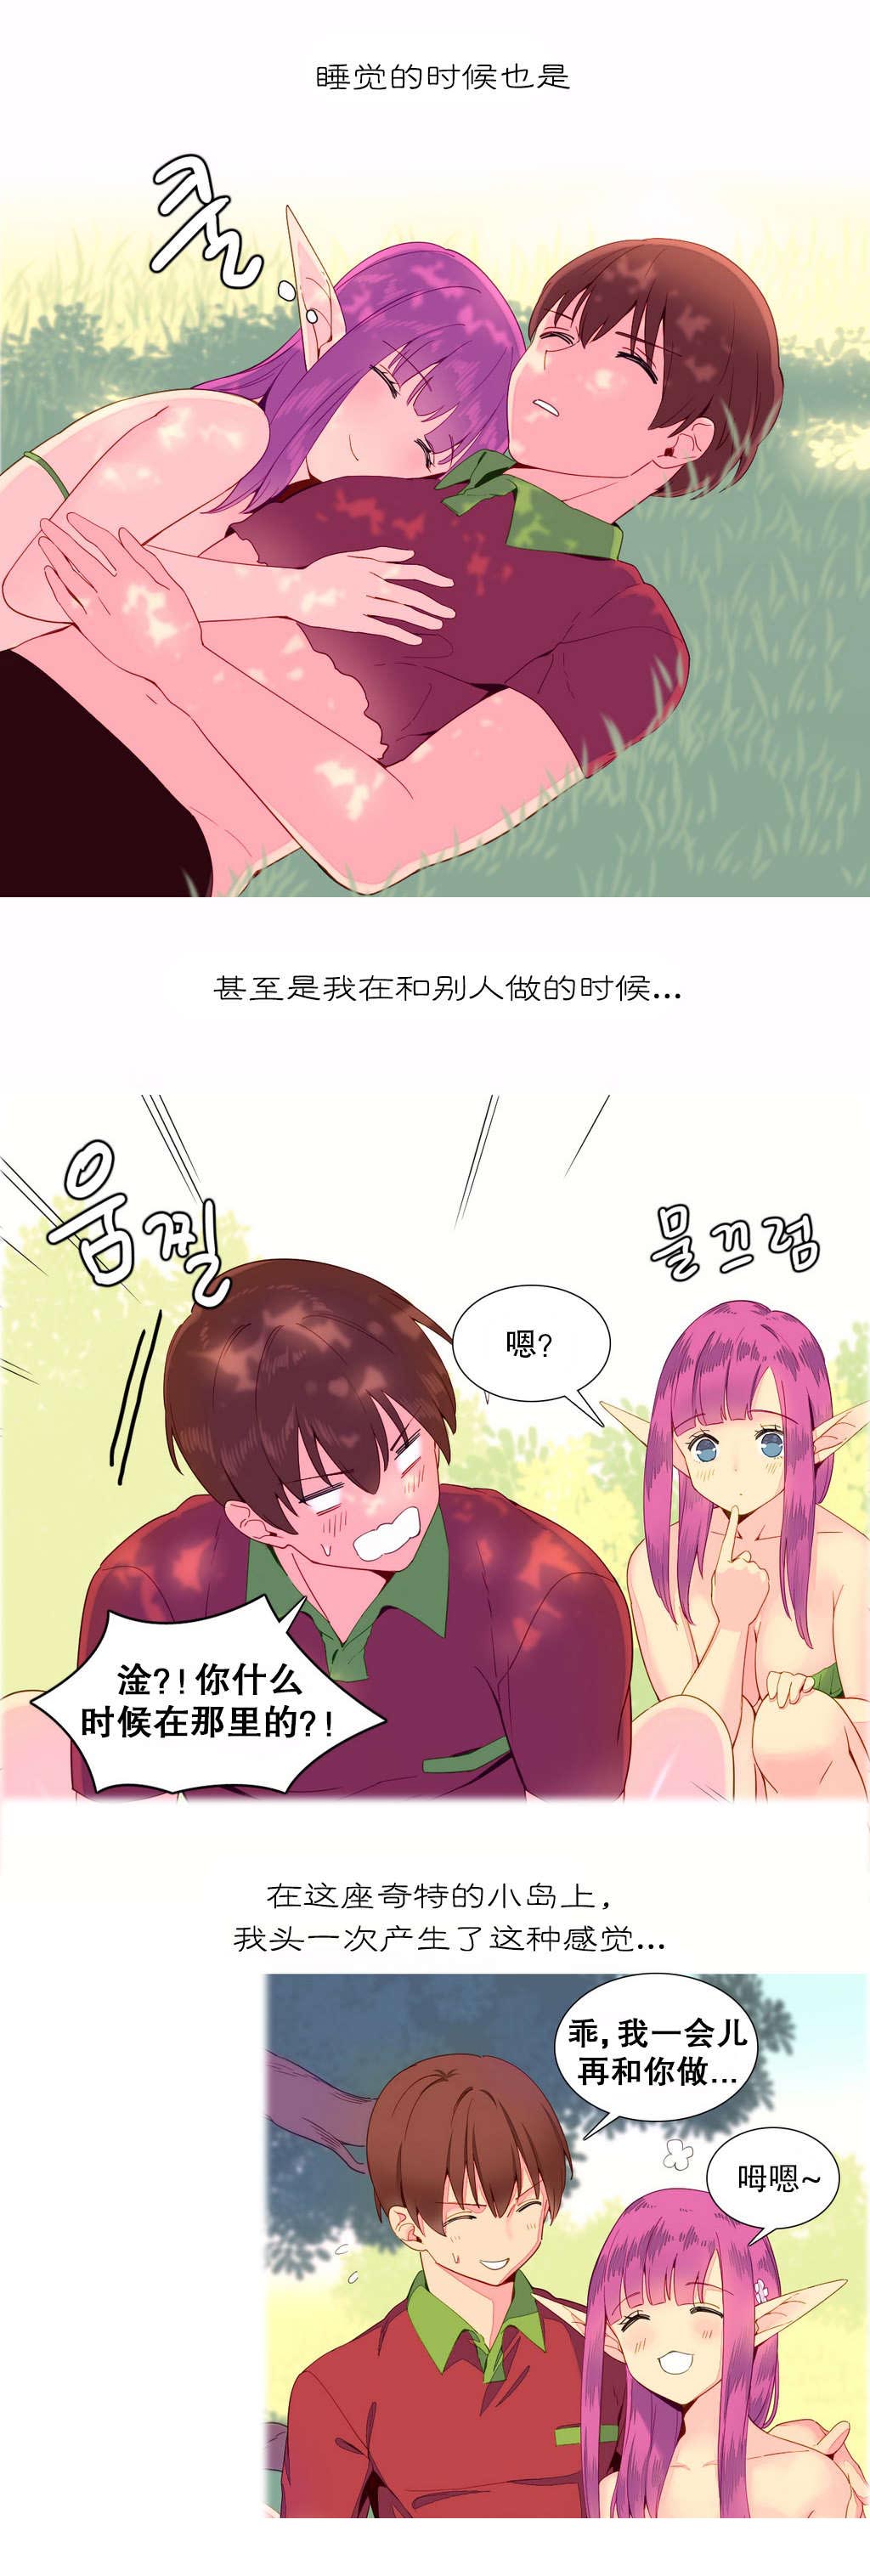 睡觉的时候也是
쿨
甚至是我在和别人做的时候...
움찔
물끄럼
嗯?
淦?!你什么
时候在那里的?!
在这座奇特的小岛上,
我头一次产生了这种感觉...
乖,我一会儿
再和你做...
呣嗯~